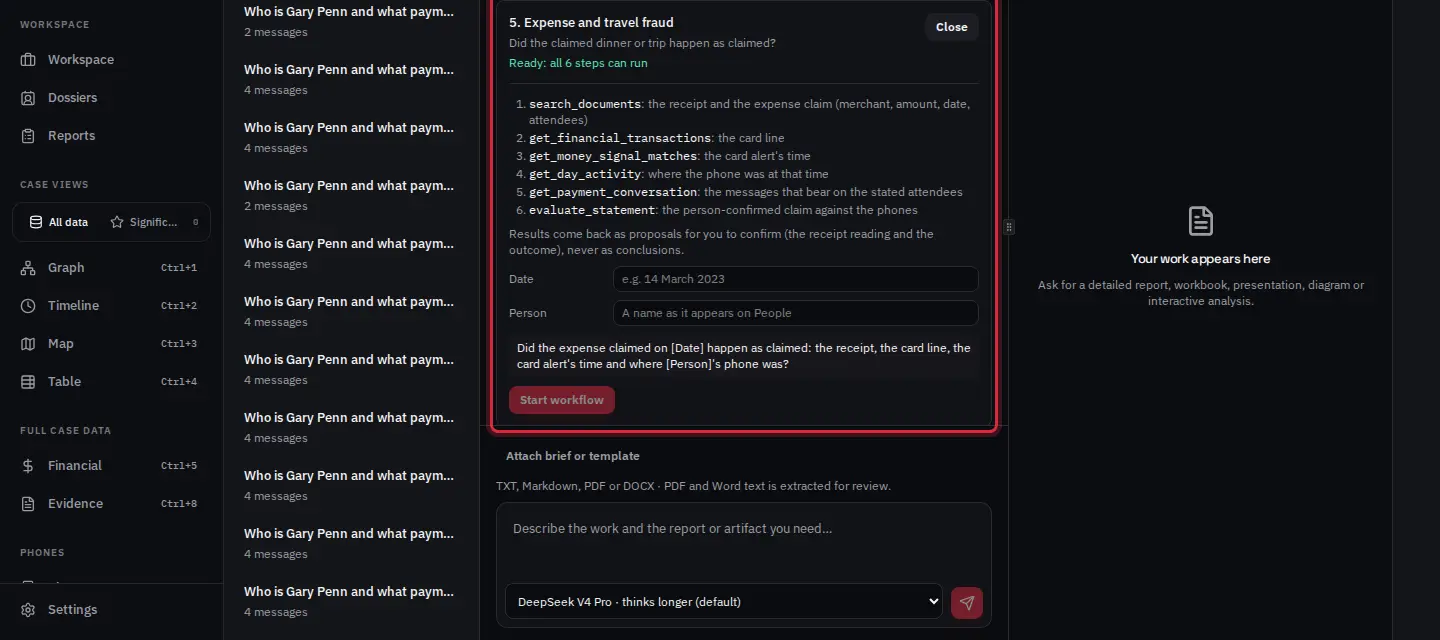 WORKSPACE
Workspace
Dossiers
Reports
CASE VIEWS
All data
Signific...
0
Graph
Ctrl+1
Timeline
Ctrl+2
Map
Ctrl+3
Table
Ctrl+4
FULL CASE DATA
Financial
Ctrl+5
Evidence
Ctrl+8
PHONES
Settings
Who is Gary Penn and what paym...
2 messages
Who is Gary Penn and what paym...
4 messages
Who is Gary Penn and what paym...
4 messages
Who is Gary Penn and what paym...
2 messages
Who is Gary Penn and what paym...
4 messages
Who is Gary Penn and what paym...
4 messages
Who is Gary Penn and what paym...
4 messages
Who is Gary Penn and what paym...
4 messages
Who is Gary Penn and what paym...
4 messages
Who is Gary Penn and what paym...
4 messages
Who is Gary Penn and what paym...
4 messages
5. Expense and travel fraud
Close
Did the claimed dinner or trip happen as claimed?
Ready: all 6 steps can run
1. search_documents: the receipt and the expense claim (merchant, amount, date,
attendees)
2. get_financial_transactions: the card line
3. get_money_signal_matches: the card alert's time
4. get_day_activity: where the phone was at that time
5. get_payment_conversation: the messages that bear on the stated attendees
6. evaluate_statement: the person-confirmed claim against the phones
Results come back as proposals for you to confirm (the receipt reading and the
outcome), never as conclusions.
Date
e.g. 14 March 2023
Person
A name as it appears on People
Did the expense claimed on [Date] happen as claimed: the receipt, the card line, the
card alert's time and where [Person]'s phone was?
Start workflow
Attach brief or template
TXT, Markdown, PDF or DOCX · PDF and Word text is extracted for review.
Describe the work and the report or artifact you need...
DeepSeek V4 Pro · thinks longer (default)
Your work appears here
Ask for a detailed report, workbook, presentation, diagram or
interactive analysis.